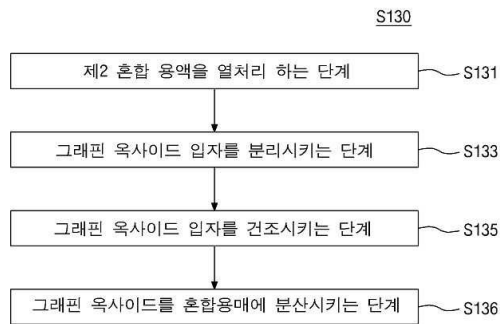 S130
제2 혼합 용액을 열처리 하는 단계
S131
그래핀 옥사이드 입자를 분리시키는 단계
S133
그래핀 옥사이드 입자를 건조시키는 단계
S135
그래핀 옥사이드를 혼합용매에 분산시키는 단계
S136